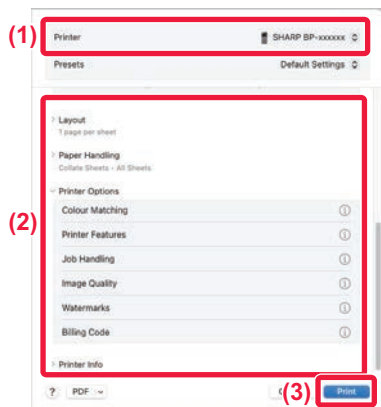 (1)
Printer SHARP BP-xxxxxx
Presets Default Settings
(2)
Layout
1 page per sheet
Paper Handling
Collate Sheets - All Sheets
Printer Options
Colour Matching
Printer Features
Job Handling
Image Quality
Watermarks
Billing Code
Printer Info
? PDF (3) Print